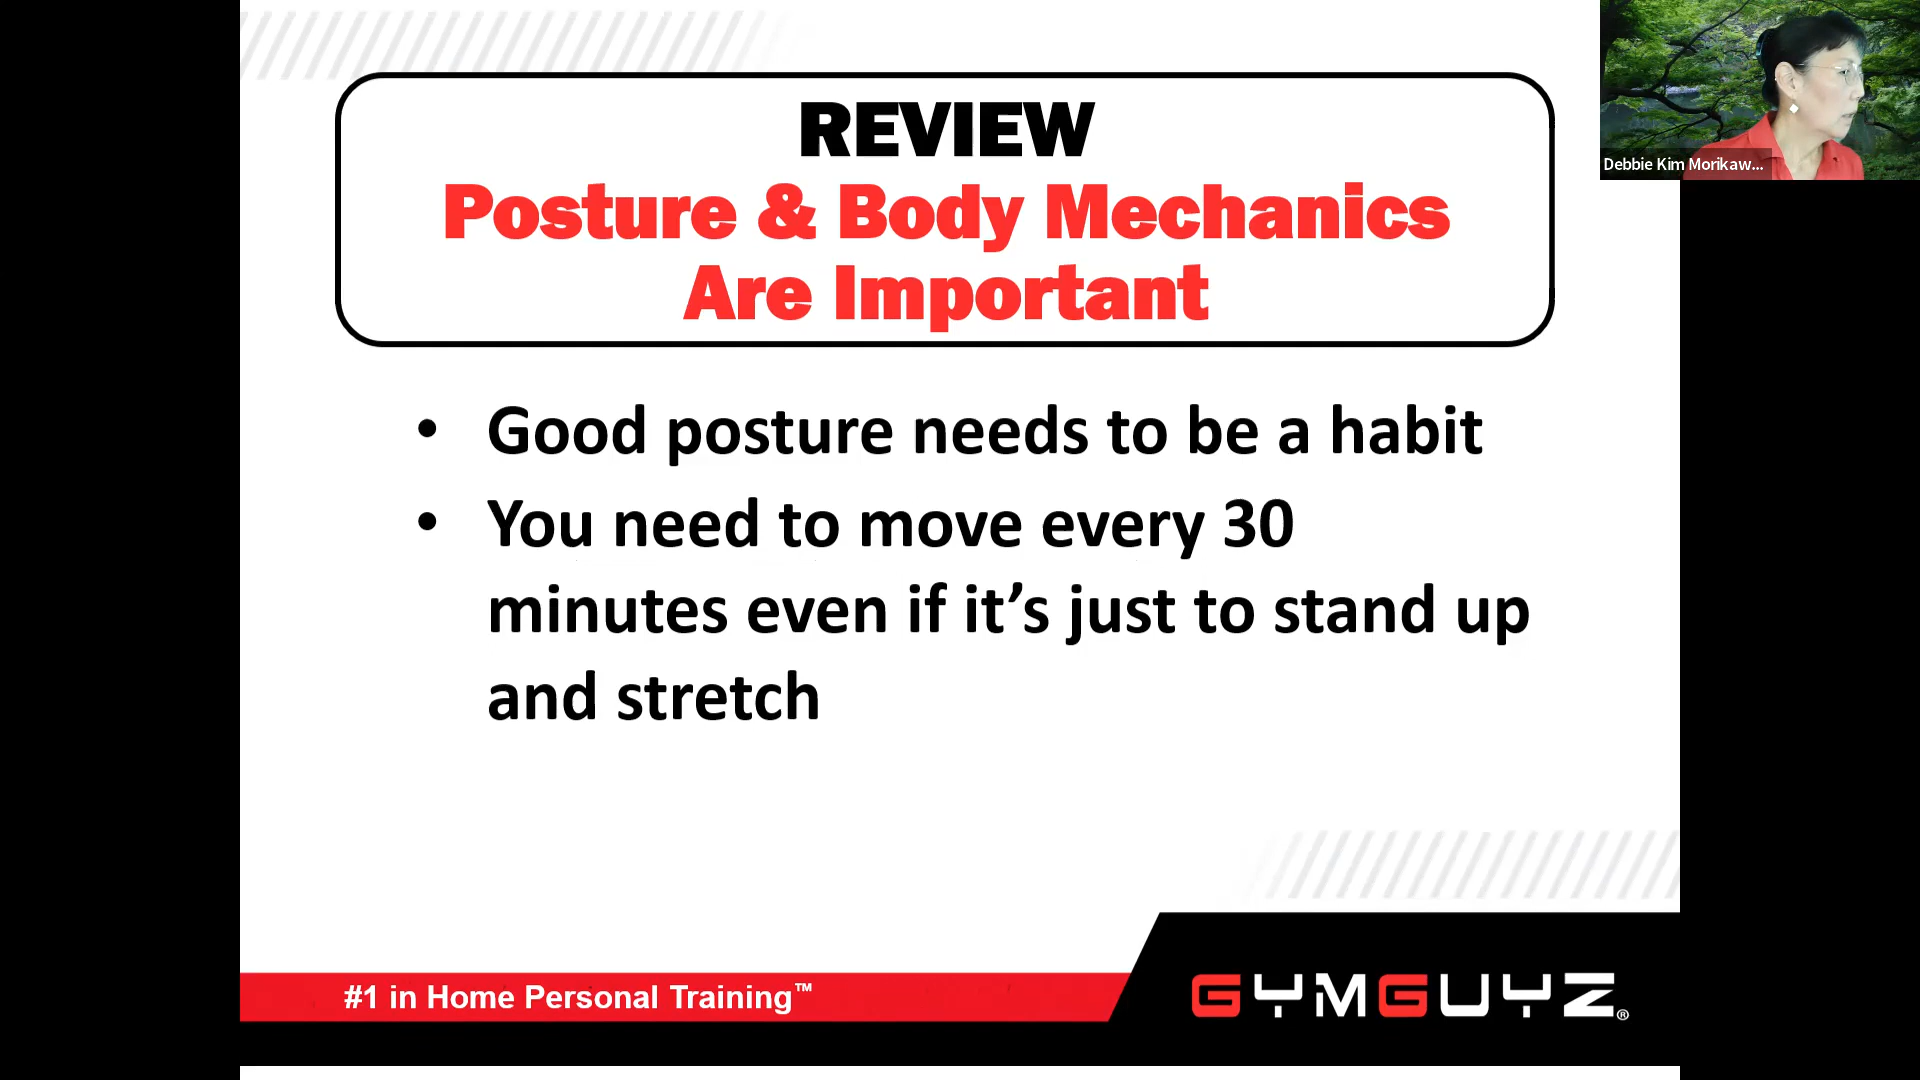 REVIEW
Posture & Body Mechanics
Are Important
• Good posture needs to be a habit
• You need to move every 30
minutes even if it’s just to stand up
and stretch
#1 in Home Personal Training™
GYMGUYZ®
Debbie Kim Morikaw...